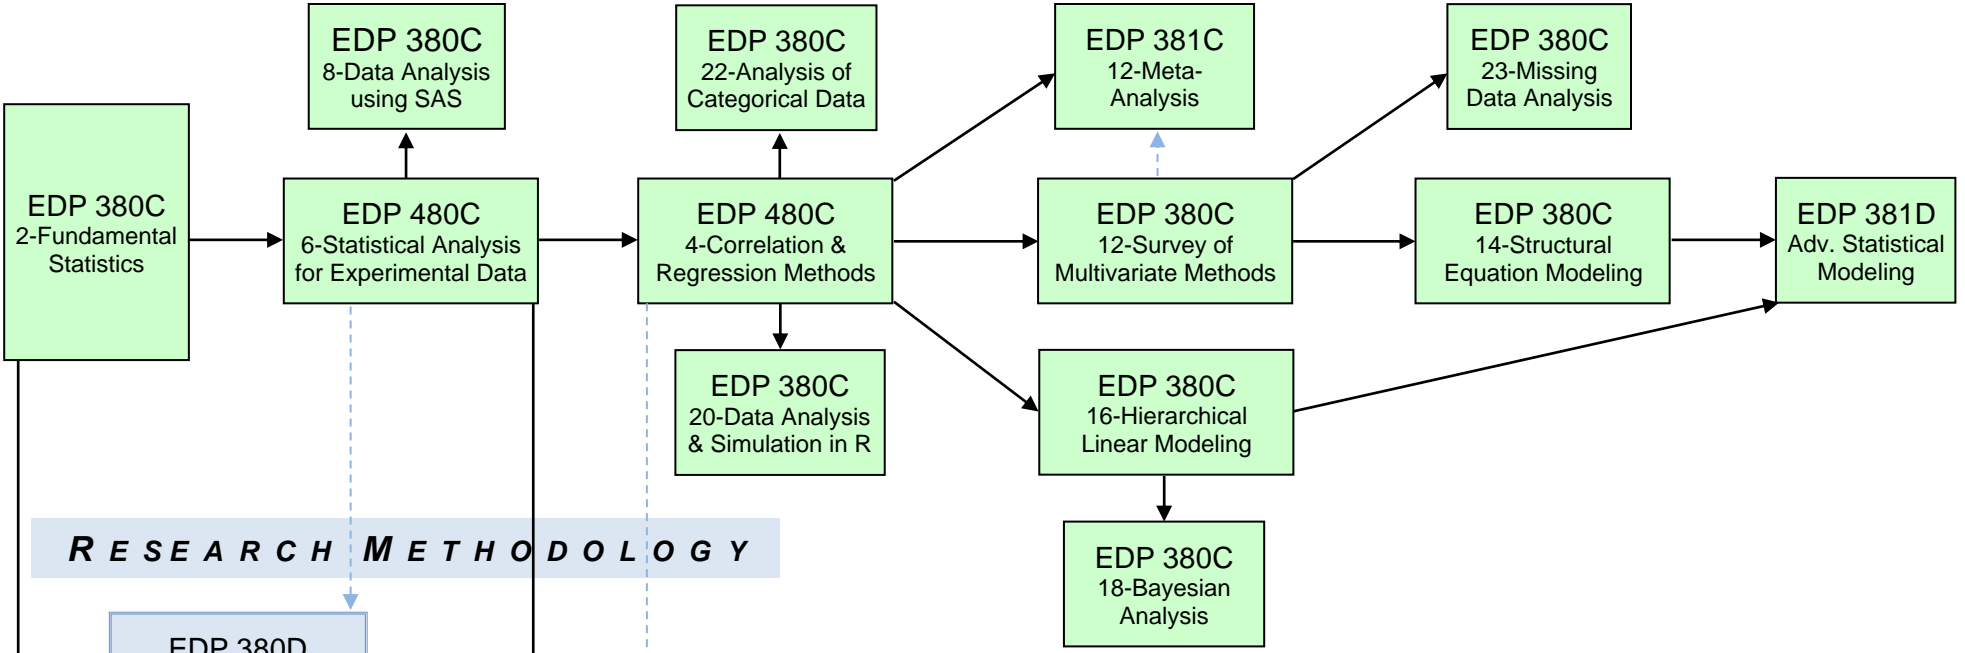 EDP 380C
8-Data Analysis
using SAS
EDP 380C
22-Analysis of
Categorical Data
EDP 381C
12-Meta-
Analysis
EDP 380C
23-Missing
Data Analysis
EDP 380C
2-Fundamental
Statistics
EDP 480C
6-Statistical Analysis
for Experimental Data
EDP 480C
4-Correlation &
Regression Methods
EDP 380C
12-Survey of
Multivariate Methods
EDP 380C
14-Structural
Equation Modeling
EDP 381D
Adv. Statistical
Modeling
EDP 380C
20-Data Analysis
& Simulation in R
EDP 380C
16-Hierarchical
Linear Modeling
RESEARCH METHODOLOGY
EDP 380C
18-Bayesian
Analysis
EDP 380D